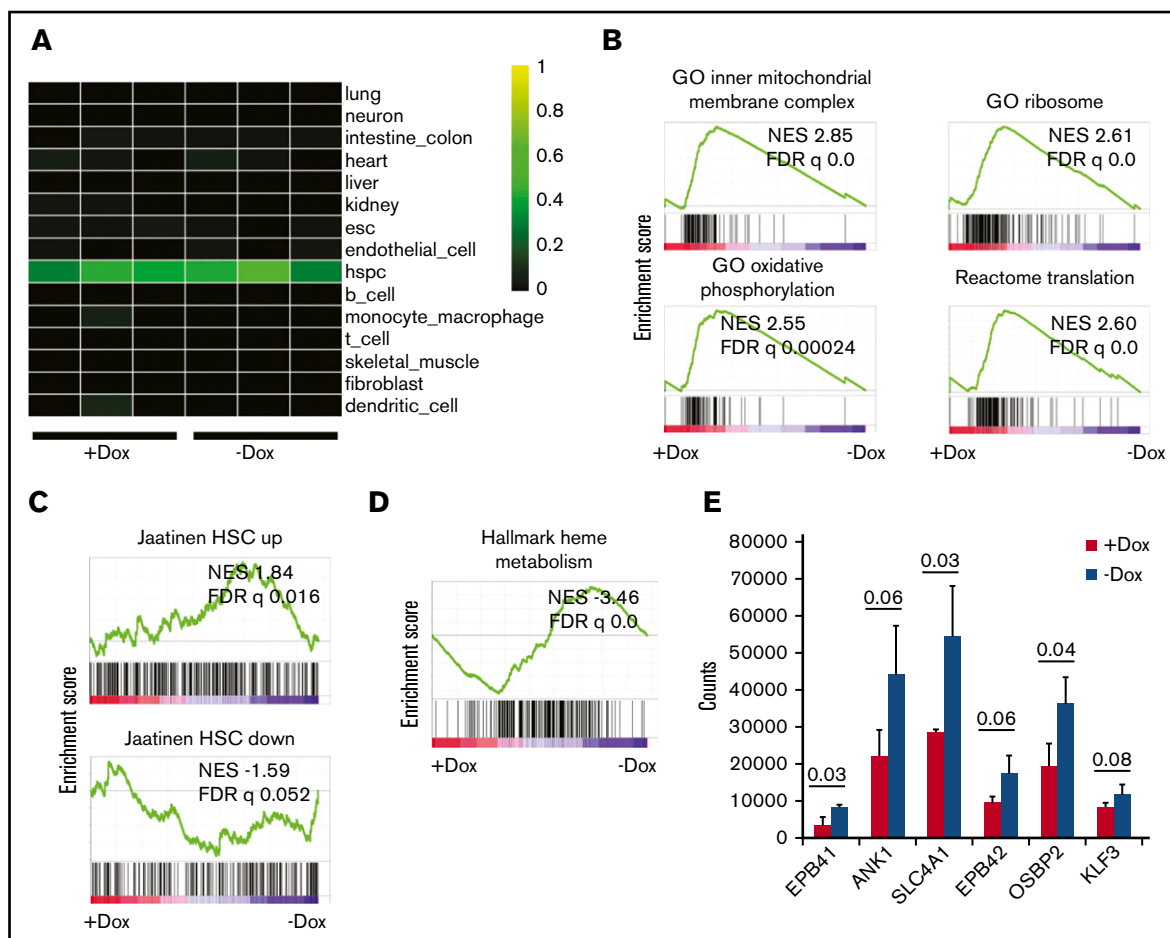 A
lung
neuron
intestine_colon
heart
liver
kidney
esc
endothelial_cell
hspc
b_cell
monocyte_macrophage
t_cell
skeletal_muscle
fibroblast
dendritic_cell
1
0.8
0.6
0.4
0.2
0
+Dox
-Dox
B
Enrichment score
GO inner mitochondrial
membrane complex
NES 2.85
FDR q 0.0
GO ribosome
NES 2.61
FDR q 0.0
GO oxidative
phosphorylation
NES 2.55
FDR q 0.00024
Reactome translation
NES 2.60
FDR q 0.0
+Dox
-Dox
+Dox
-Dox
C
Enrichment score
Jaatinen HSC up
NES 1.84
FDR q 0.016
Jaatinen HSC down
NES -1.59
FDR q 0.052
+Dox
-Dox
D
Hallmark heme
metabolism
Enrichment score
NES -3.46
FDR q 0.0
+Dox
-Dox
E
Counts
80000
70000
60000
50000
40000
30000
20000
10000
0
+Dox
-Dox
0.03
0.06
0.03
0.06
0.04
0.08
EPB41
ANK1
SLC4A1
EPB42
OSBP2
KLF3